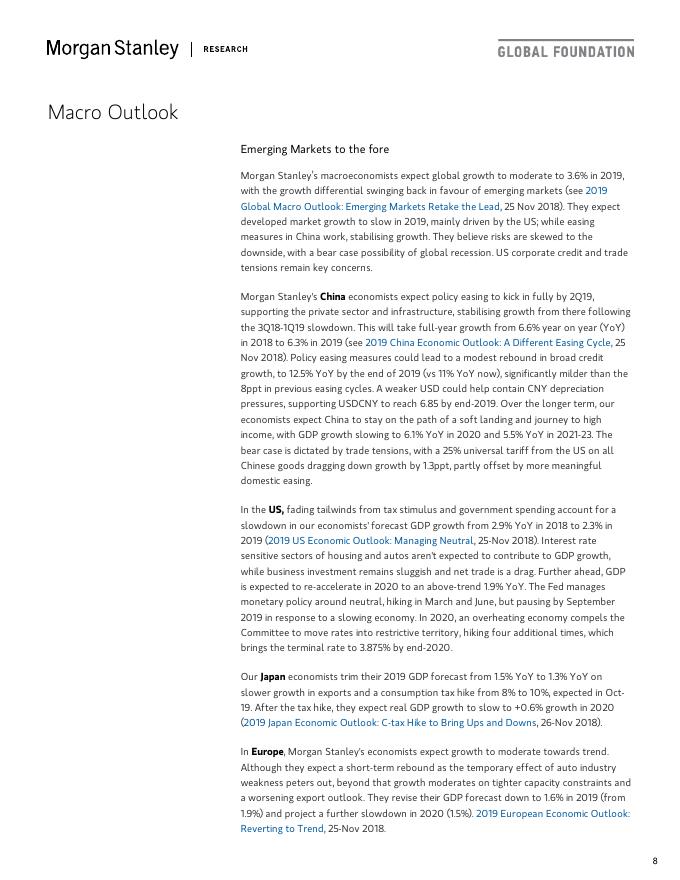 Morgan Stanley | RESEARCH
GLOBAL FOUNDATION
Macro Outlook
Emerging Markets to the fore
Morgan Stanley's macroeconomists expect global growth to moderate to 3.6% in 2019,
with the growth differential swinging back in favour of emerging markets (see 2019
Global Macro Outlook: Emerging Markets Retake the Lead, 25 Nov 2018). They expect
developed market growth to slow in 2019, mainly driven by the US; while easing
measures in China work, stabilising growth. They believe risks are skewed to the
downside, with a bear case possibility of global recession. US corporate credit and trade
tensions remain key concerns.
Morgan Stanley's China economists expect policy easing to kick in fully by 2Q19,
supporting the private sector and infrastructure, stabilising growth from there following
the 3Q18-1Q19 slowdown. This will take full-year growth from 6.6% year on year (YoY)
in 2018 to 6.3% in 2019 (see 2019 China Economic Outlook: A Different Easing Cycle, 25
Nov 2018). Policy easing measures could lead to a modest rebound in broad credit
growth, to 12.5% YoY by the end of 2019 (vs 11% YoY now), significantly milder than the
8ppt in previous easing cycles. A weaker USD could help contain CNY depreciation
pressures, supporting USDCNY to reach 6.85 by end-2019. Over the longer term, our
economists expect China to stay on the path of a soft landing and journey to high
income, with GDP growth slowing to 6.1% YoY in 2020 and 5.5% YoY in 2021-23. The
bear case is dictated by trade tensions, with a 25% universal tariff from the US on all
Chinese goods dragging down growth by 1.3ppt, partly offset by more meaningful
domestic easing.
In the US, fading tailwinds from tax stimulus and government spending account for a
slowdown in our economists' forecast GDP growth from 2.9% YoY in 2018 to 2.3% in
2019 (2019 US Economic Outlook: Managing Neutral, 25-Nov 2018). Interest rate
sensitive sectors of housing and autos aren't expected to contribute to GDP growth,
while business investment remains sluggish and net trade is a drag. Further ahead, GDP
is expected to re-accelerate in 2020 to an above-trend 1.9% YoY. The Fed manages
monetary policy around neutral, hiking in March and June, but pausing by September
2019 in response to a slowing economy. In 2020, an overheating economy compels the
Committee to move rates into restrictive territory, hiking four additional times, which
brings the terminal rate to 3.875% by end-2020.
Our Japan economists trim their 2019 GDP forecast from 1.5% YoY to 1.3% YoY on
slower growth in exports and a consumption tax hike from 8% to 10%, expected in Oct-
19. After the tax hike, they expect real GDP growth to slow to +0.6% growth in 2020
(2019 Japan Economic Outlook: C-tax Hike to Bring Ups and Downs, 26-Nov 2018).
In Europe, Morgan Stanley's economists expect growth to moderate towards trend.
Although they expect a short-term rebound as the temporary effect of auto industry
weakness peters out, beyond that growth moderates on tighter capacity constraints and
a worsening export outlook. They revise their GDP forecast down to 1.6% in 2019 (from
1.9%) and project a further slowdown in 2020 (1.5%). 2019 European Economic Outlook:
Reverting to Trend, 25-Nov 2018.
8